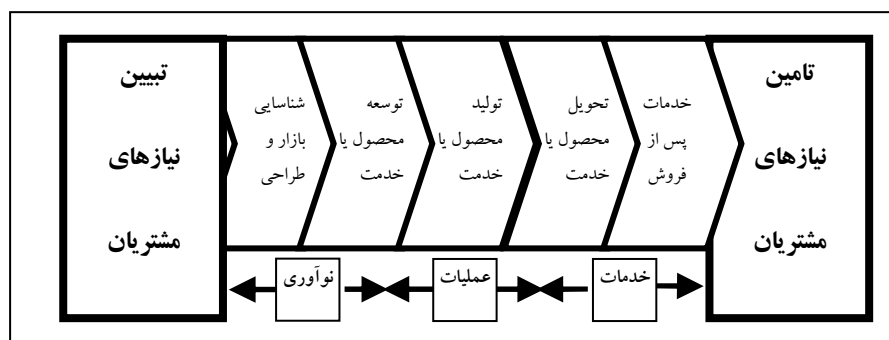 تبیین
نیازهای
مشتریان
شناسایی
بازار و
طراحی
توسعه
محصول یا
خدمت
تولید
محصول یا
خدمت
تحویل
محصول یا
خدمت
خدمات
پس از
فروش
تامین
نیازهای
مشتریان
نوآوری
عملیات
خدمات